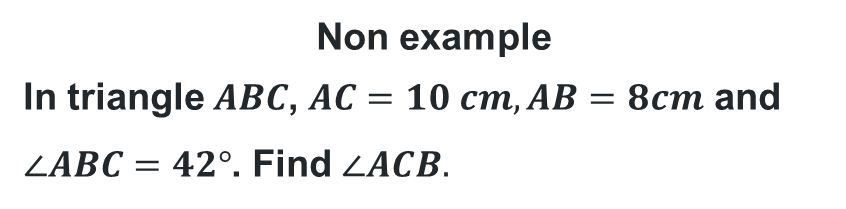 Non example
In triangle ABC, AC = 10 cm, AB = 8cm and
∠ABC = 42°. Find ∠ACB.